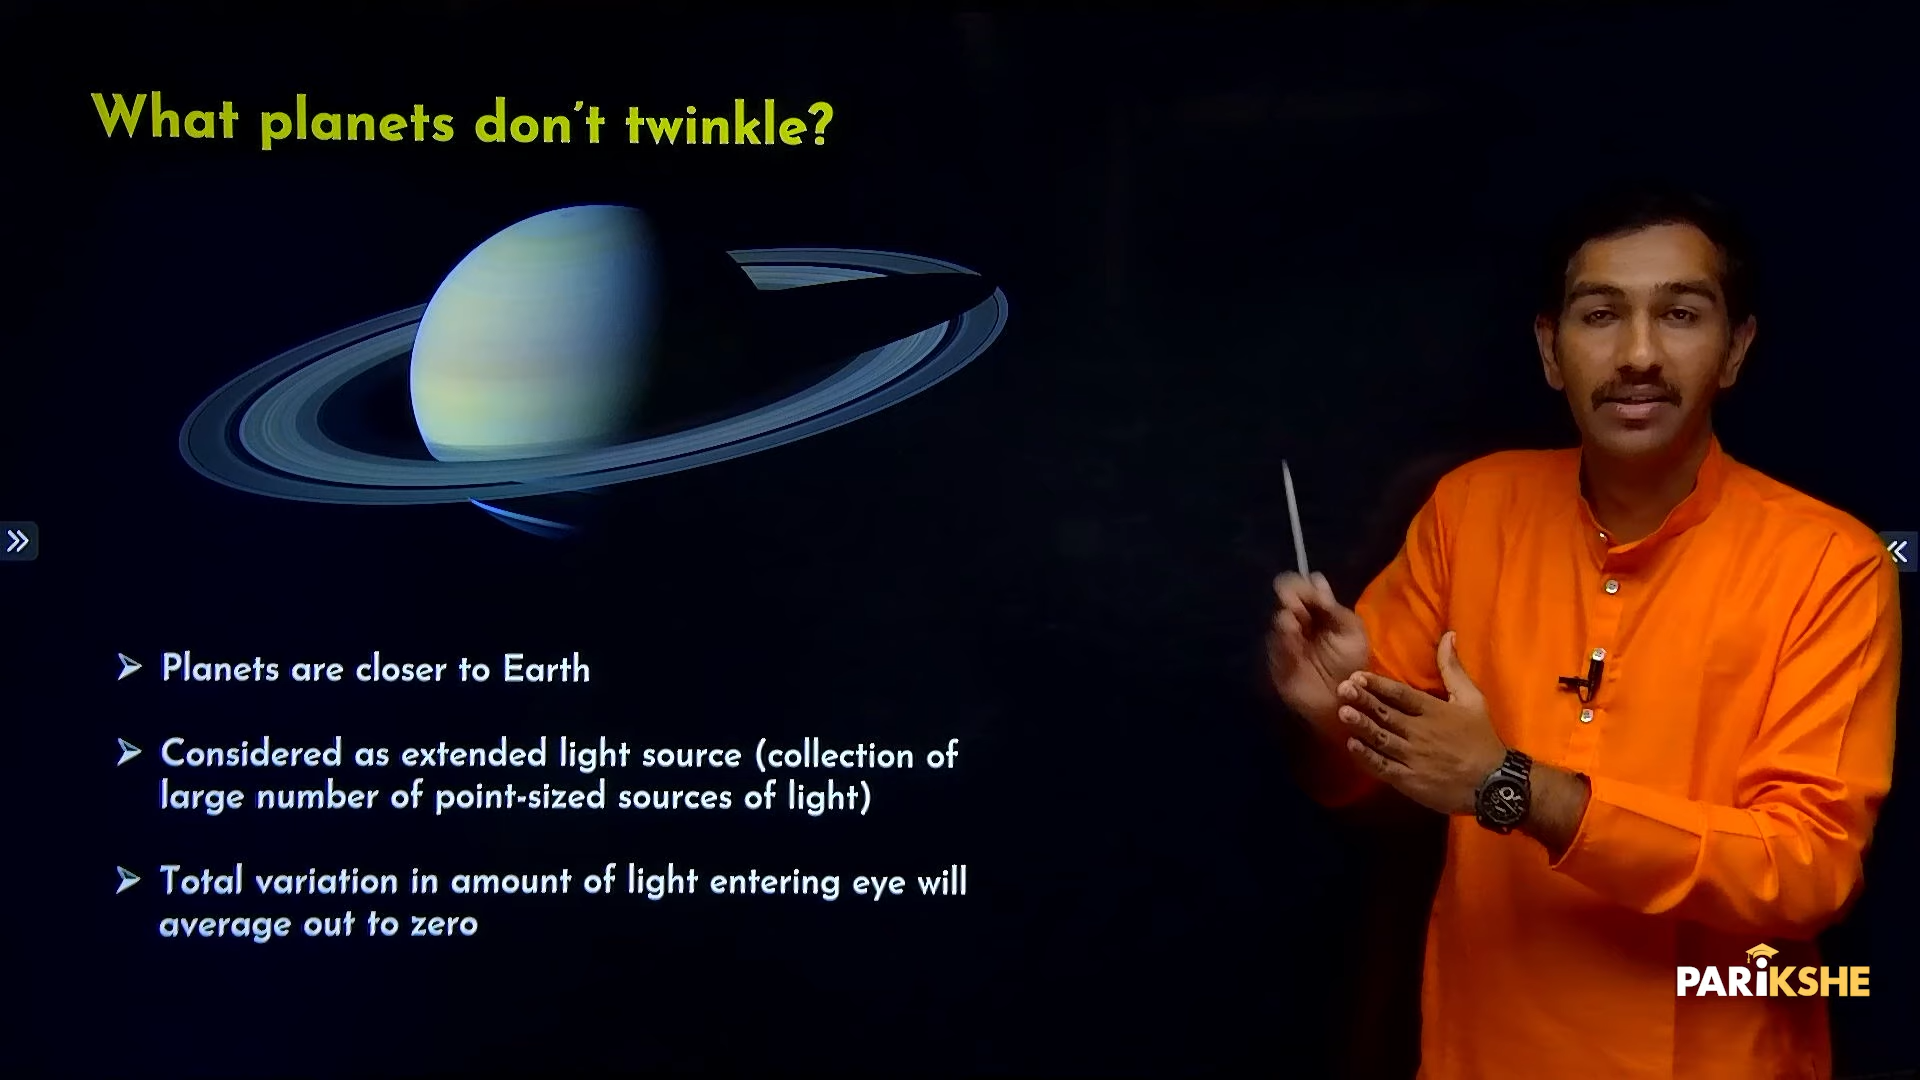 What planets don't twinkle?
➤ Planets are closer to Earth
➤ Considered as extended light source (collection of
large number of point-sized sources of light)
➤ Total variation in amount of light entering eye will
average out to zero
PARiKSHE